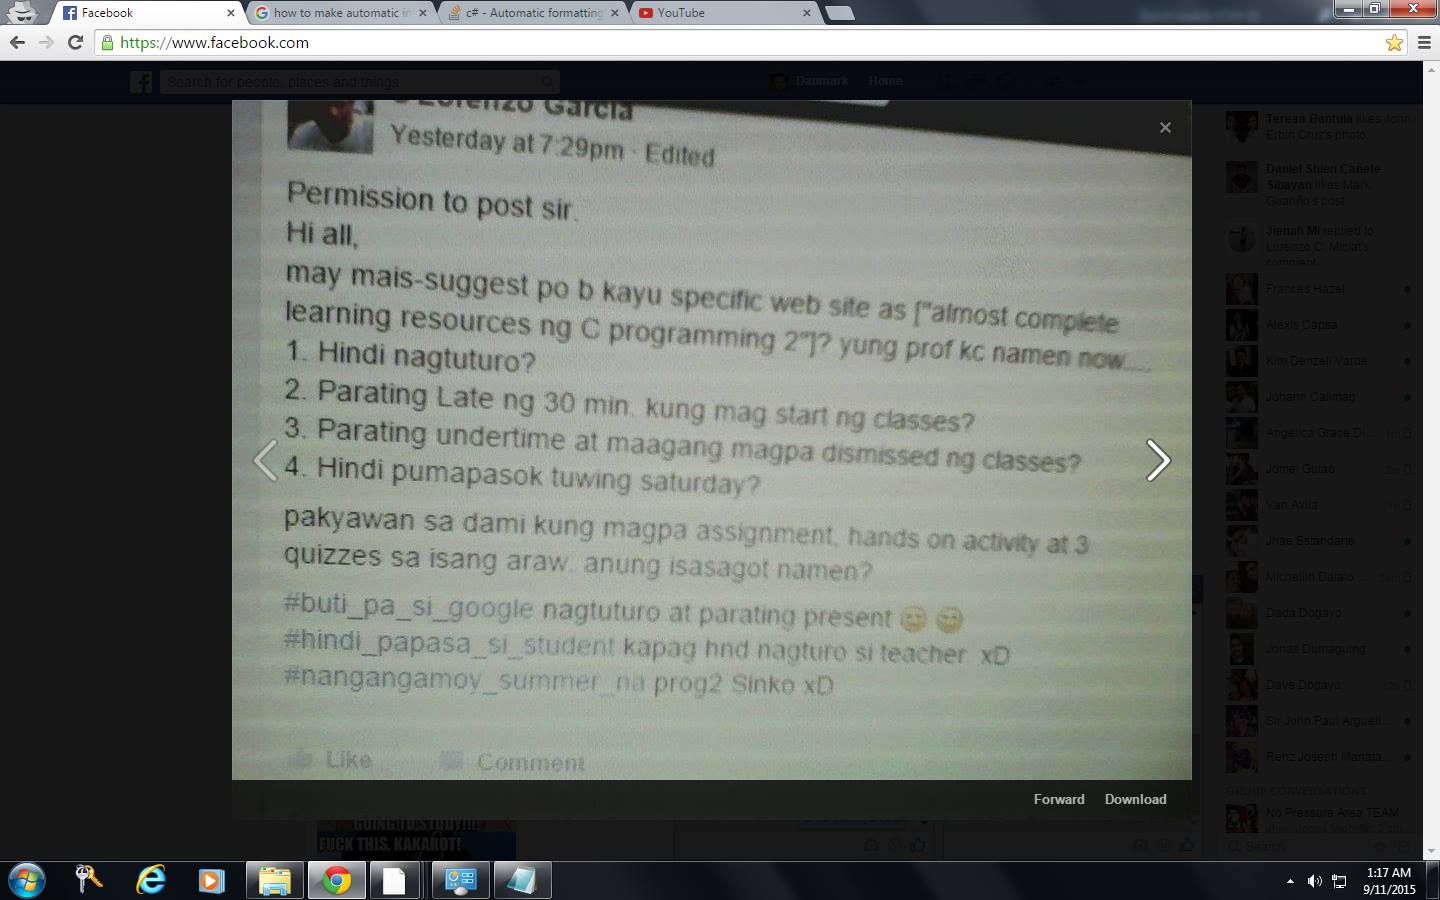 Facebook
how to make automatic in
c# - Automatic formatting
YouTube
https://www.facebook.com
Search for people, places and things
Danmark
Home
Lorenzo Garcia
Yesterday at 7:29pm · Edited
Permission to post sir.
Hi all,
may mais-suggest po b kayu specific web site as ["almost complete
learning resources ng C programming 2"]? yung prof kc namen now.....
1. Hindi nagtuturo?
2. Parating Late ng 30 min. kung mag start ng classes?
3. Parating undertime at maagang magpa dismissed ng classes?
4. Hindi pumapasok tuwing saturday?
pakyawan sa dami kung magpa assignment, hands on activity at 3
quizzes sa isang araw. anung isasagot namen?
#buti_pa_si_google nagtuturo at parating present
#hindi_papasa_si_student kapag hnd nagturo si teacher. xD
#nangangamoy_summer_na prog2 Sinko xD
Like
Comment
Forward
Download
Teresa Bantula likes John
Erbin Cruz's photo.
Daniel Shien Cañete
Sibayan likes Mark
Guariño's post.
Jienah Mi replied to
Lorenzo C. Miciat's
comment
Frances Hazel
Alexis Capsa
Kim Denzell Varde
Johann Calimag
Angelica Grace Di...
Jomel Guiao
Van Avila
Jhae Estandarte
Michellin Dalalo ...
Dada Dogayo
Jonas Dumaguing
Dave Dogayo
Sir John Paul Arguell...
Renz Joseph Manata...
GROUP CONVERSATIONS
No Pressure Area TEAM
Search
GOING TO STUDY!!!
FUCK THIS, KAKAROT!
1:17 AM
9/11/2015